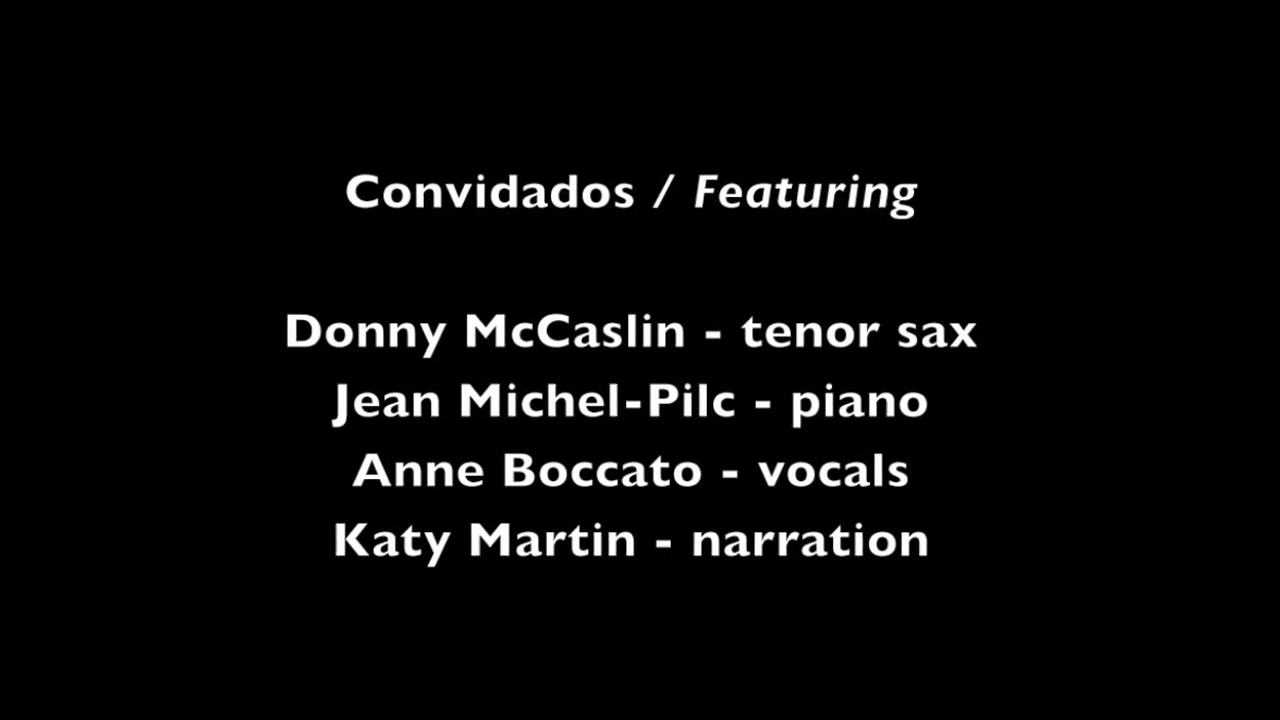 Convidados / Featuring
Donny McCaslin - tenor sax
Jean Michel-Pilc - piano
Anne Boccato - vocals
Katy Martin - narration